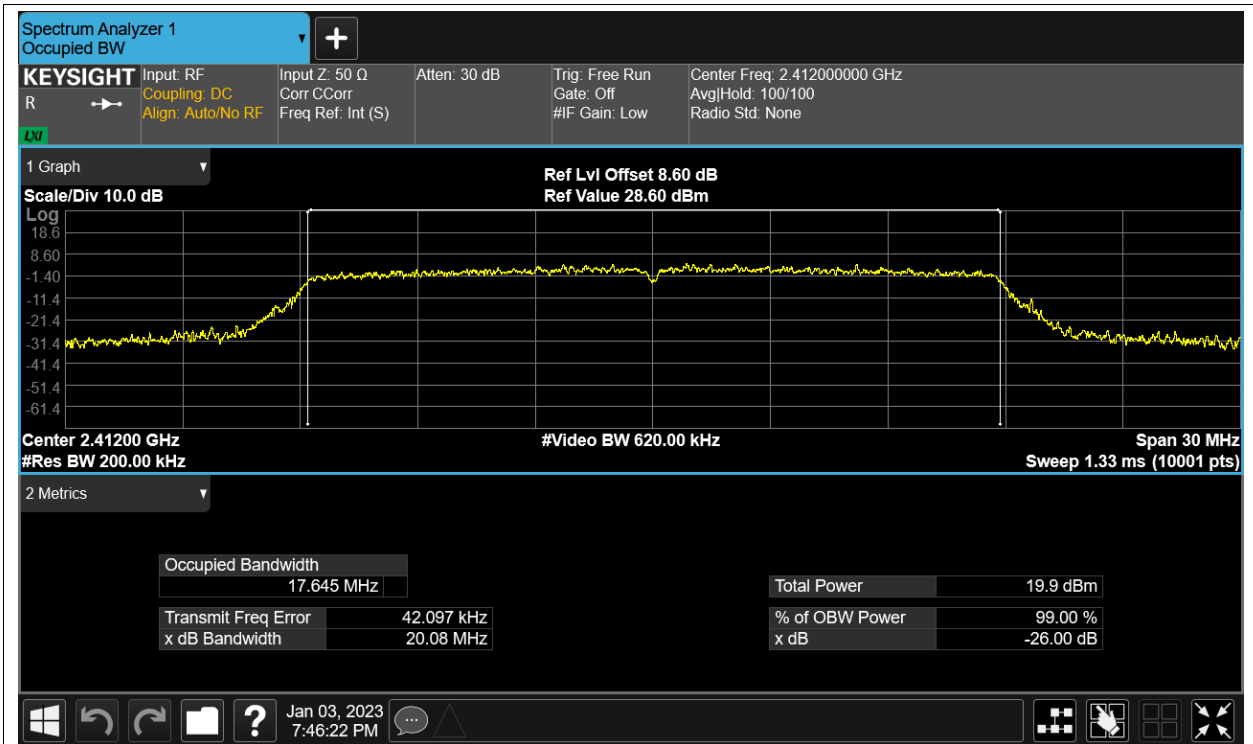 Spectrum Analyzer 1
Occupied BW
KEYSIGHT
R
LXI
Input: RF
Coupling: DC
Align: Auto/No RF
Input Z: 50 Ω
Corr CCorr
Freq Ref: Int (S)
Atten: 30 dB
Trig: Free Run
Gate: Off
#IF Gain: Low
Center Freq: 2.412000000 GHz
Avg|Hold: 100/100
Radio Std: None
1 Graph
Scale/Div 10.0 dB
Ref Lvl Offset 8.60 dB
Ref Value 28.60 dBm
Log
18.6
8.60
-1.40
-11.4
-21.4
-31.4
-41.4
-51.4
-61.4
Center 2.41200 GHz
#Res BW 200.00 kHz
#Video BW 620.00 kHz
Span 30 MHz
Sweep 1.33 ms (10001 pts)
2 Metrics
Occupied Bandwidth
17.645 MHz
Transmit Freq Error 42.097 kHz
x dB Bandwidth 20.08 MHz
Total Power 19.9 dBm
% of OBW Power 99.00 %
x dB -26.00 dB
?
Jan 03, 2023
7:46:22 PM